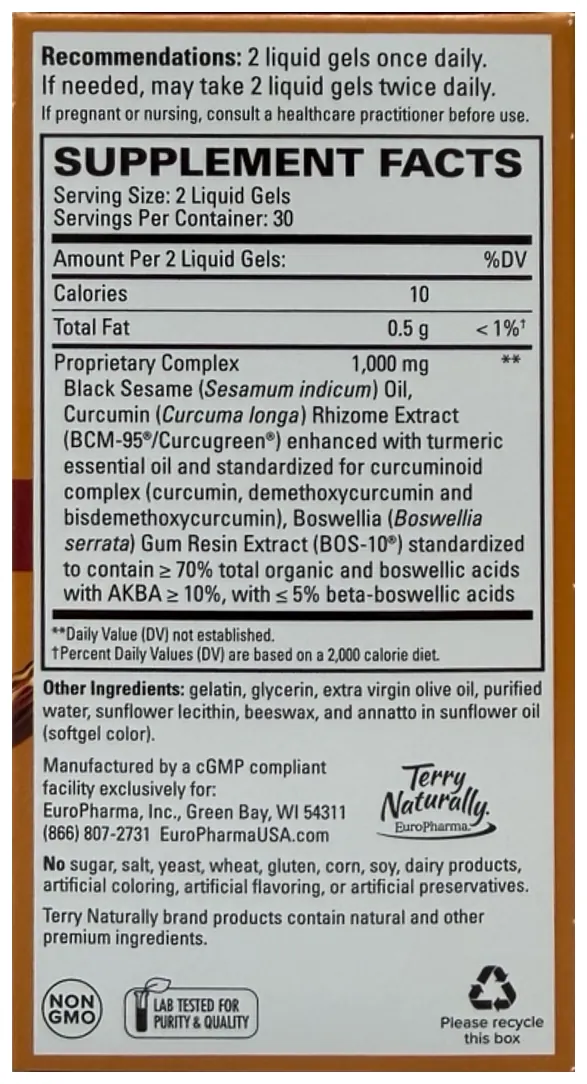 Recommendations: 2 liquid gels once daily.
If needed, may take 2 liquid gels twice daily.
If pregnant or nursing, consult a healthcare practitioner before use.
SUPPLEMENT FACTS
Serving Size: 2 Liquid Gels
Servings Per Container: 30
Amount Per 2 Liquid Gels: %DV
Calories 10
Total Fat 0.5 g < 1%†
Proprietary Complex 1,000 mg **
Black Sesame (Sesamum indicum) Oil,
Curcumin (Curcuma longa) Rhizome Extract
(BCM-95®/Curcugreen®) enhanced with turmeric
essential oil and standardized for curcuminoid
complex (curcumin, demethoxycurcumin and
bisdemethoxycurcumin), Boswellia (Boswellia
serrata) Gum Resin Extract (BOS-10®) standardized
to contain ≥ 70% total organic and boswellic acids
with AKBA ≥ 10%, with ≤ 5% beta-boswellic acids
**Daily Value (DV) not established.
†Percent Daily Values (DV) are based on a 2,000 calorie diet.
Other Ingredients: gelatin, glycerin, extra virgin olive oil, purified
water, sunflower lecithin, beeswax, and annatto in sunflower oil
(softgel color).
Manufactured by a cGMP compliant
facility exclusively for:
EuroPharma, Inc., Green Bay, WI 54311
(866) 807-2731 EuroPharmaUSA.com
Terry
Naturally.
EuroPharma.
No sugar, salt, yeast, wheat, gluten, corn, soy, dairy products,
artificial coloring, artificial flavoring, or artificial preservatives.
Terry Naturally brand products contain natural and other
premium ingredients.
NON
GMO
LAB TESTED FOR
PURITY & QUALITY
Please recycle
this box